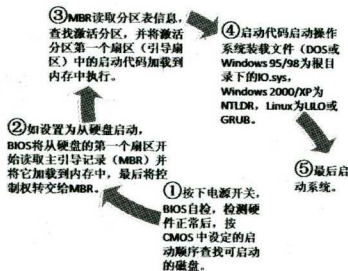 ①按下电源开关，
BIOS自检，检测硬
件正常后，按
CMOS中设定的启
动顺序查找可启动
的磁盘。
②如设置为从硬盘启动，
BIOS将从硬盘的第一个扇区开
始读取主引导记录（MBR）并
将它加载到内存中，最后将控
制权转交给MBR。
③MBR读取分区表信息，
查找激活分区，并将激活
分区第一个扇区（引导扇
区）中的启动代码加载到
内存中执行。
④启动代码启动操作
系统装载文件（DOS或
Windows 95/98为根目
录下的IO.sys，
Windows 2000/XP为
NTLDR，Linux为LILO或
GRUB。
⑤最后启
动系统。